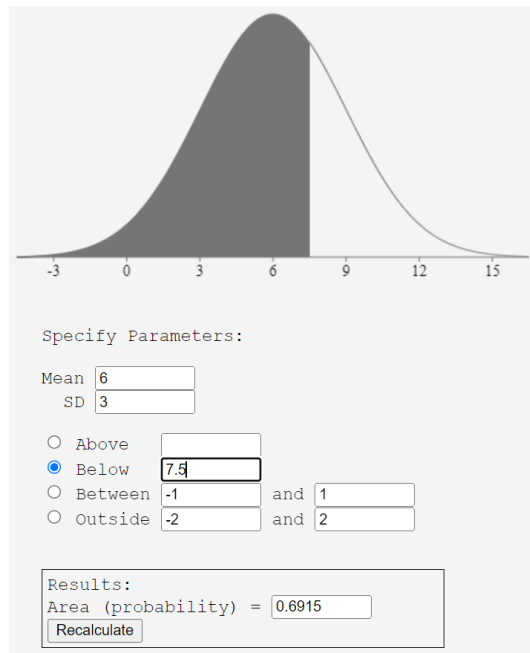 -3 0 3 6 9 12 15
Specify Parameters:
Mean 6
SD 3
Above
Below 7.5
Between -1 and 1
Outside -2 and 2
Results:
Area (probability) = 0.6915
Recalculate